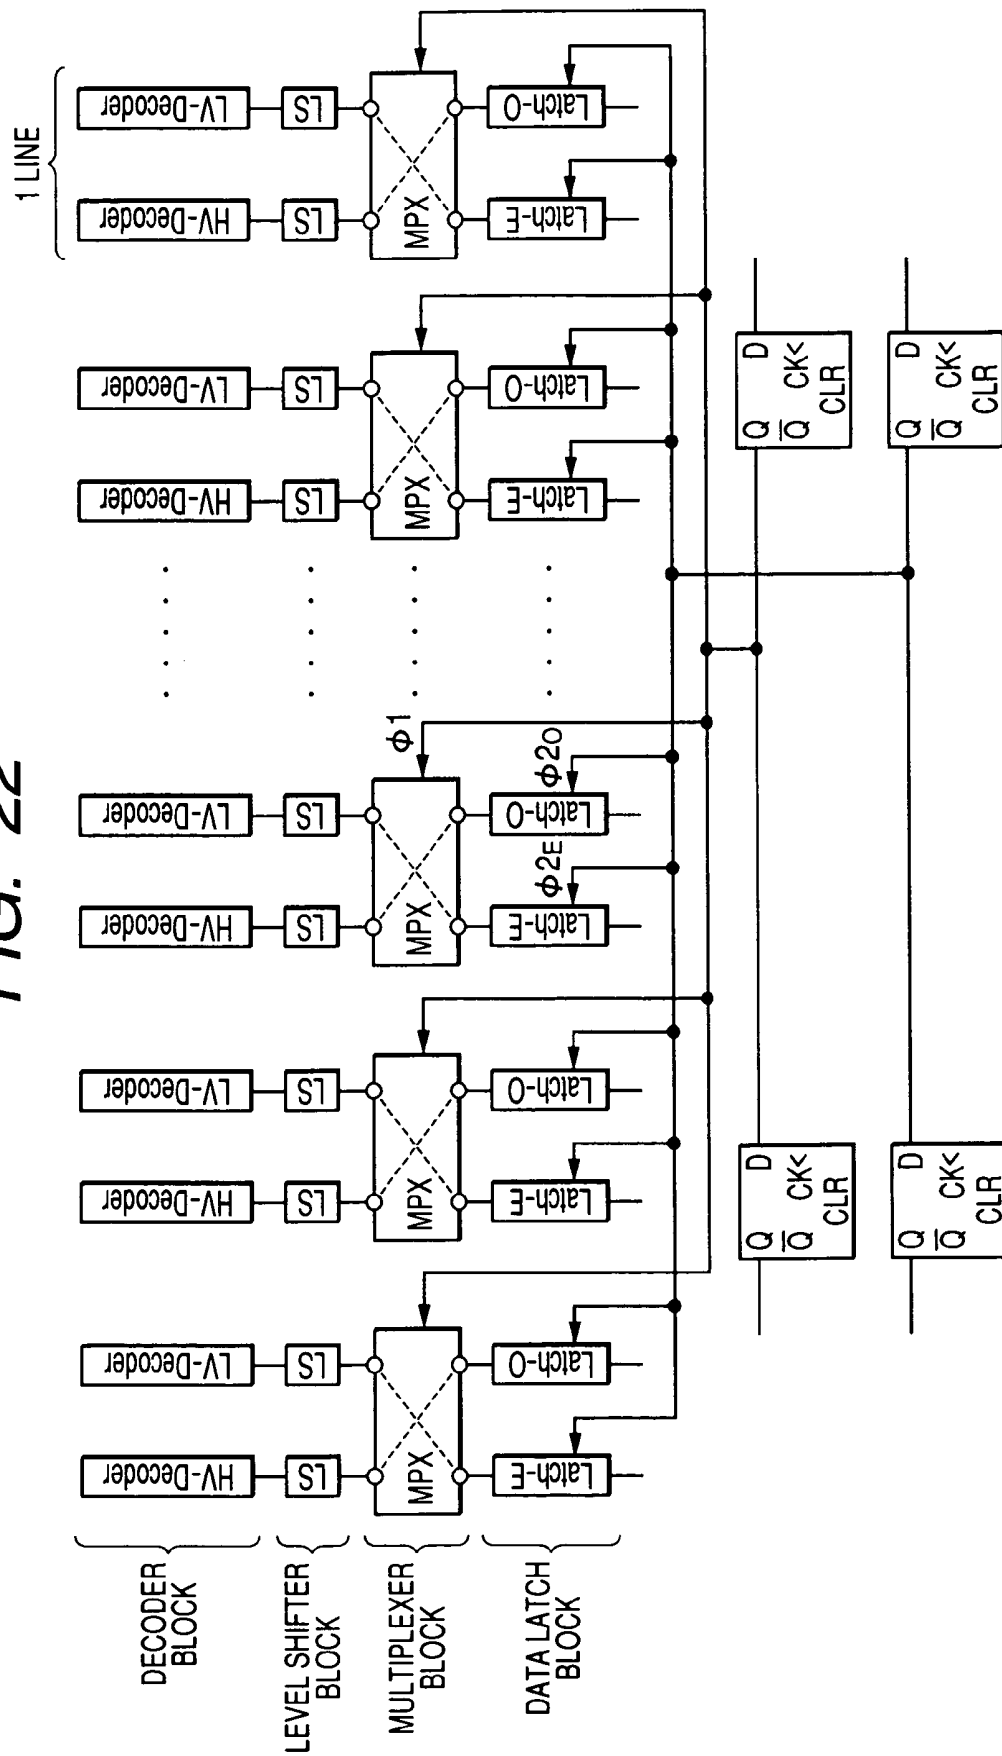 FIG. 22
1 LINE
DECODER
BLOCK
HV-Decoder
LV-Decoder
HV-Decoder
LV-Decoder
HV-Decoder
LV-Decoder
HV-Decoder
LV-Decoder
HV-Decoder
LV-Decoder
LEVEL SHIFTER
BLOCK
LS
LS
LS
LS
LS
LS
LS
LS
LS
LS
MULTIPLEXER
BLOCK
MPX
MPX
MPX
ϕ1
MPX
MPX
DATA LATCH
BLOCK
Latch-E
Latch-O
Latch-E
Latch-O
ϕ2E
Latch-E
ϕ2O
Latch-O
Latch-E
Latch-O
Latch-E
Latch-O
Q D
Q̅ CK<
CLR
Q D
Q̅ CK<
CLR
Q D
Q̅ CK<
CLR
Q D
Q̅ CK<
CLR